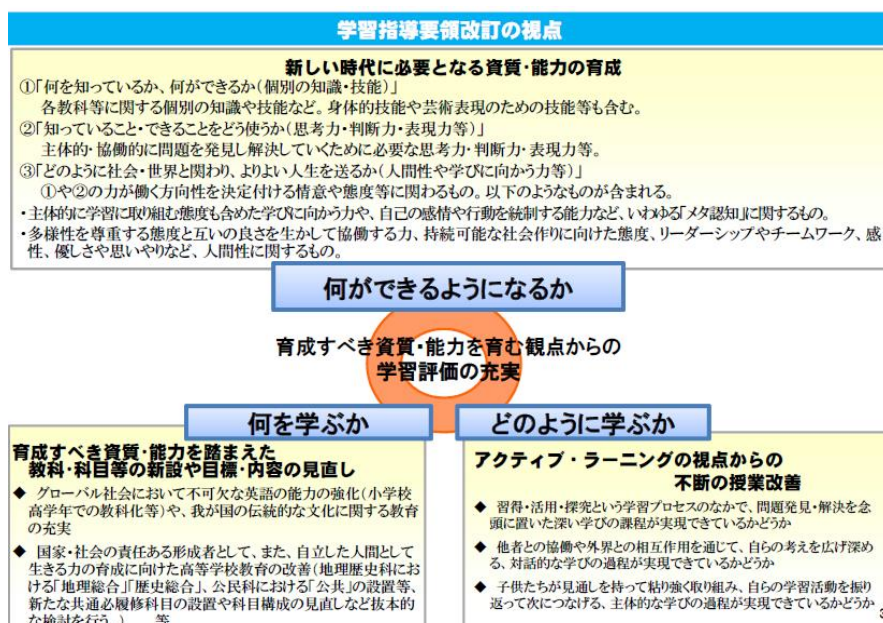 学習指導要領改訂の視点
新しい時代に必要となる資質・能力の育成
①「何を知っているか、何ができるか(個別の知識・技能)」
各教科等に関する個別の知識や技能など。身体的技能や芸術表現のための技能等も含む。
②「知っていること・できることをどう使うか(思考力・判断力・表現力等)」
主体的・協働的に問題を発見し解決していくために必要な思考力・判断力・表現力等。
③「どのように社会・世界と関わり、よりよい人生を送るか(人間性や学びに向かう力等)」
①や②の力が働く方向性を決定付ける情意や態度等に関わるもの。以下のようなものが含まれる。
・主体的に学習に取り組む態度も含めた学びに向かう力や、自己の感情や行動を統制する能力など、いわゆる「メタ認知」に関するもの。
・多様性を尊重する態度と互いの良さを生かして協働する力、持続可能な社会作りに向けた態度、リーダーシップやチームワーク、感
性、優しさや思いやりなど、人間性に関するもの。
何ができるようになるか
育成すべき資質・能力を育む観点からの
学習評価の充実
何を学ぶか
育成すべき資質・能力を踏まえた
教科・科目等の新設や目標・内容の見直し
◆ グローバル社会において不可欠な英語の能力の強化(小学校
高学年での教科化等)や、我が国の伝統的な文化に関する教育
の充実
◆ 国家・社会の責任ある形成者として、また、自立した人間として
生きる力の育成に向けた高等学校教育の改善(地理歴史科にお
ける「地理総合」「歴史総合」、公民科における「公共」の設置等、
新たな共通必履修科目の設置や科目構成の見直しなど抜本的
な検討を行う。) 等
どのように学ぶか
アクティブ・ラーニングの視点からの
不断の授業改善
◆ 習得・活用・探究という学習プロセスのなかで、問題発見・解決を念
頭に置いた深い学びの課程が実現できているかどうか
◆ 他者との協働や外界との相互作用を通じて、自らの考えを広げ深め
る、対話的な学びの過程が実現できているかどうか
◆ 子供たちが見通しを持って粘り強く取り組み、自らの学習活動を振り
返って次につなげる、主体的な学びの過程が実現できているかどうか
3